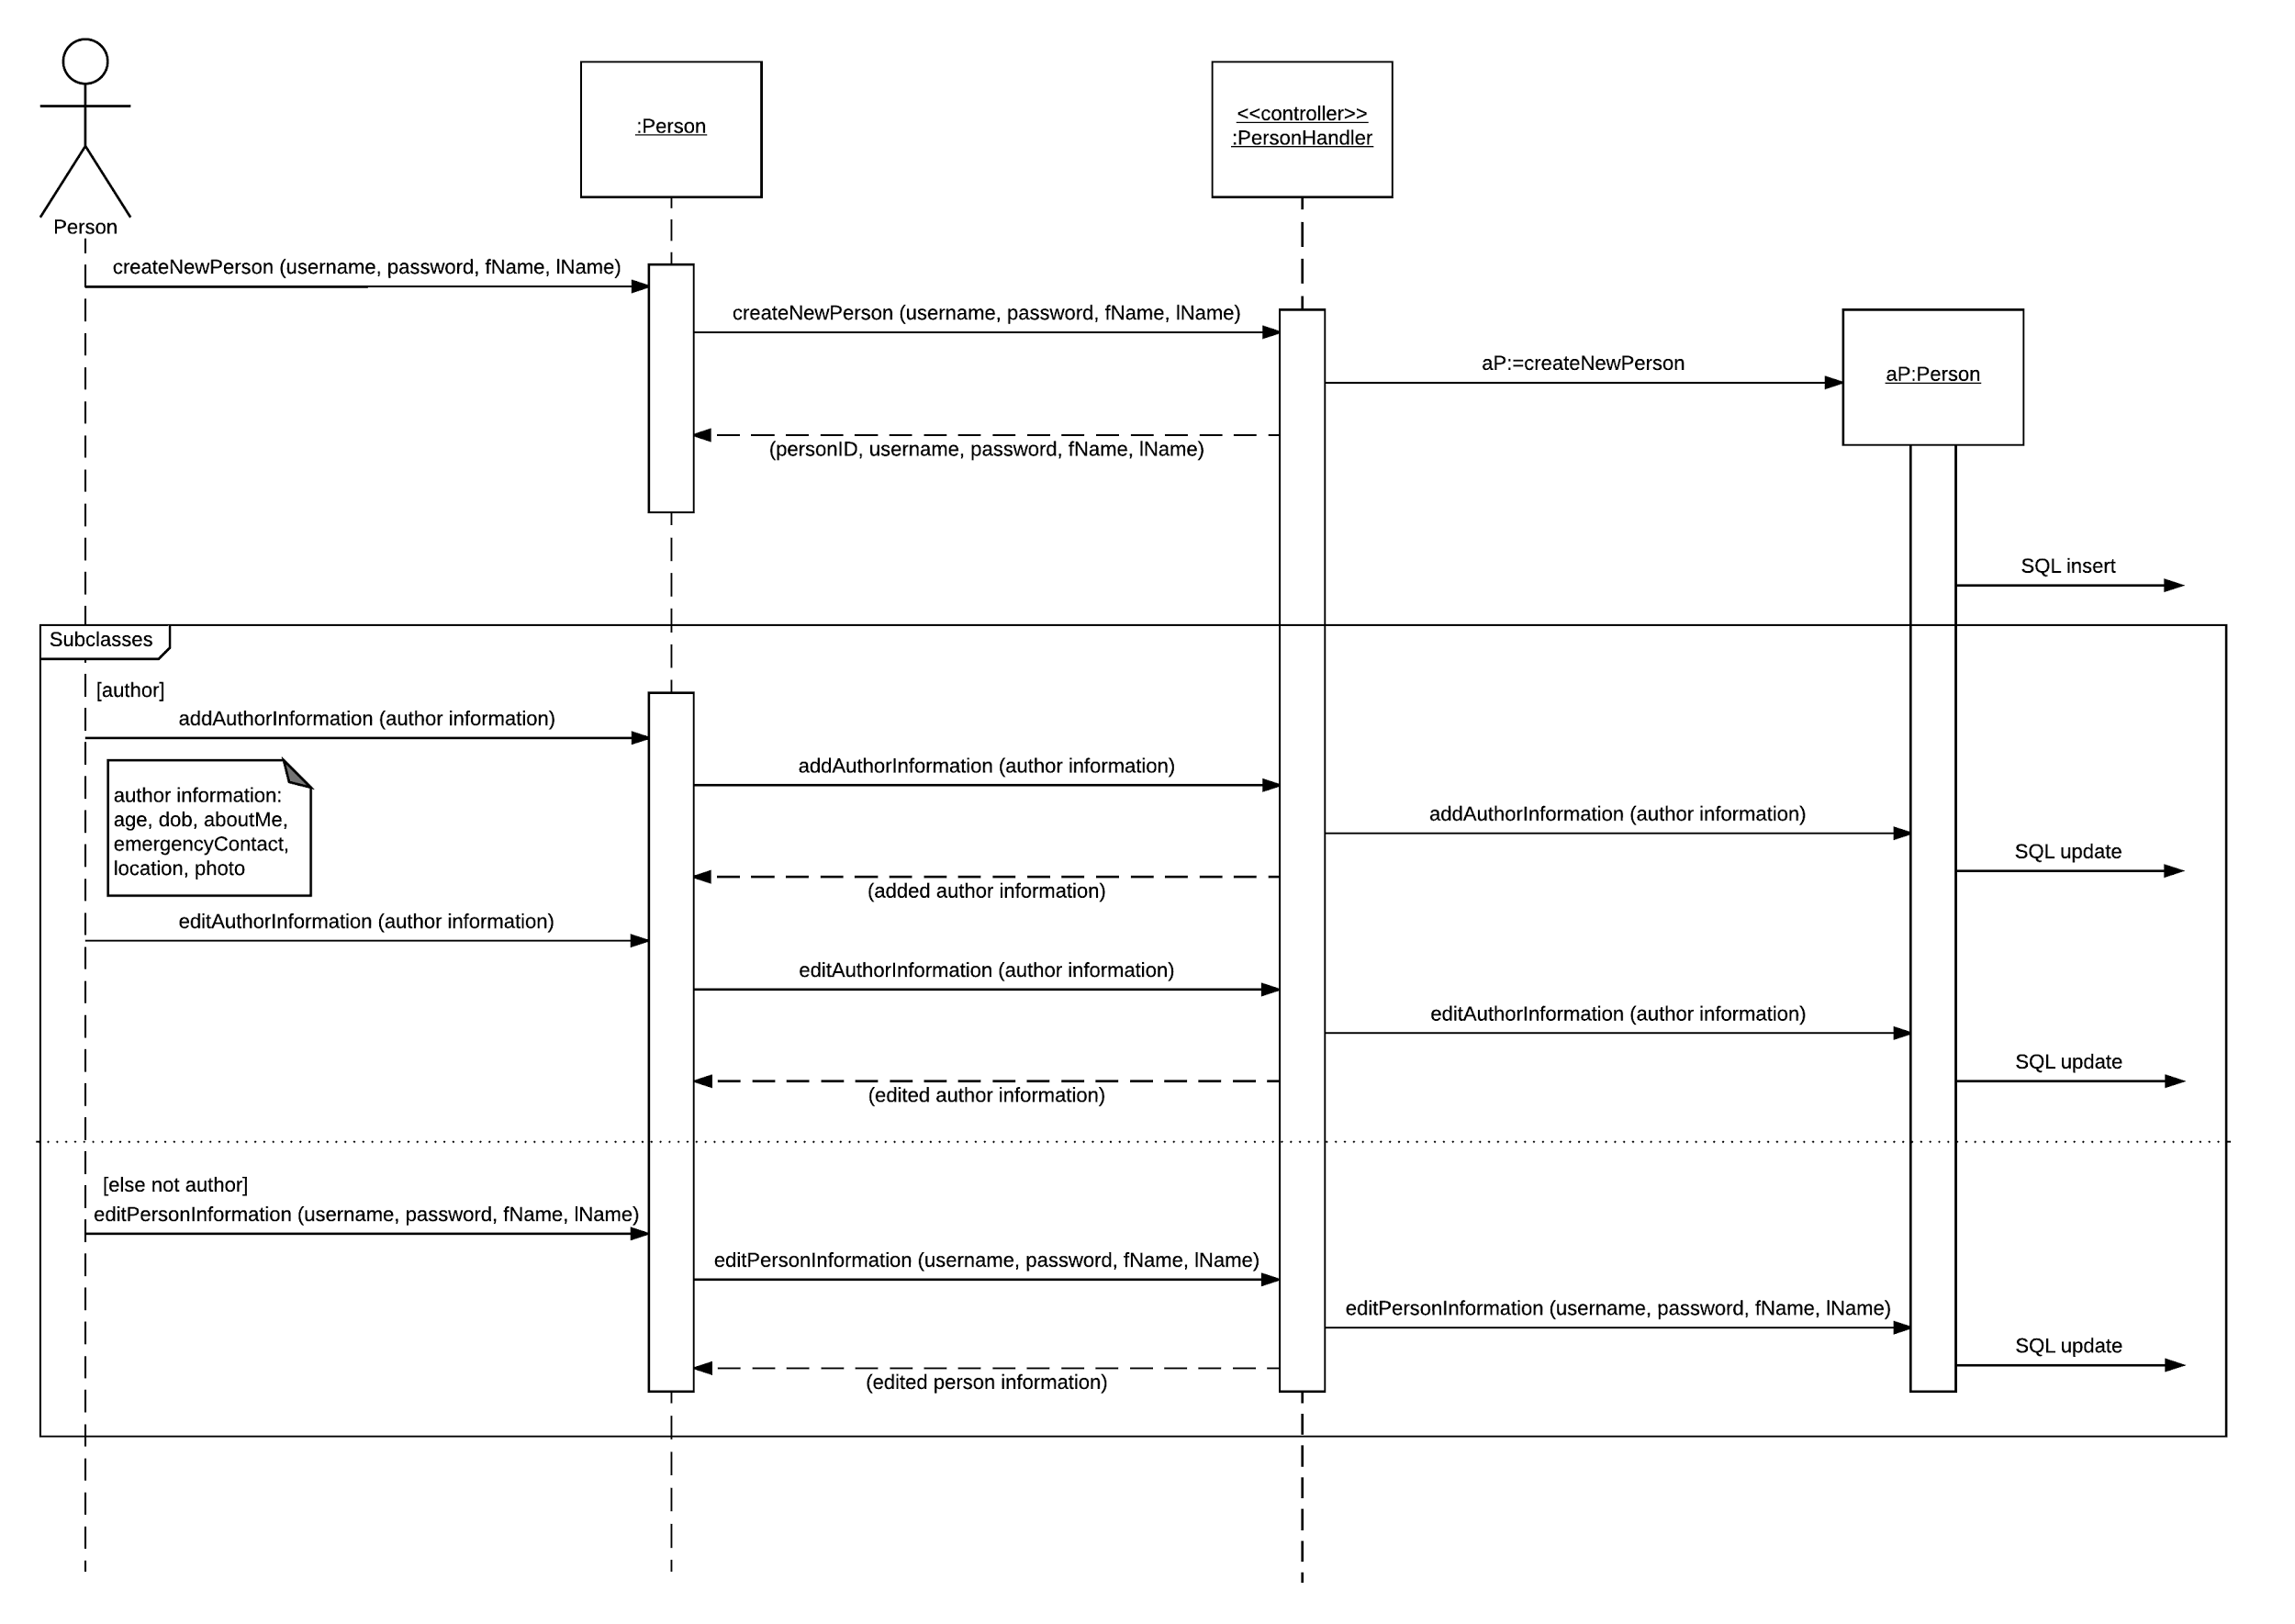 :Person
<<controller>>
:PersonHandler
Person
createNewPerson (username, password, fName, lName)
createNewPerson (username, password, fName, lName)
aP:=createNewPerson
aP:Person
(personID, username, password, fName, lName)
SQL insert
Subclasses
[author]
addAuthorInformation (author information)
addAuthorInformation (author information)
author information:
age, dob, aboutMe,
emergencyContact,
location, photo
addAuthorInformation (author information)
SQL update
(added author information)
editAuthorInformation (author information)
editAuthorInformation (author information)
editAuthorInformation (author information)
SQL update
(edited author information)
[else not author]
editPersonInformation (username, password, fName, lName)
editPersonInformation (username, password, fName, lName)
editPersonInformation (username, password, fName, lName)
SQL update
(edited person information)